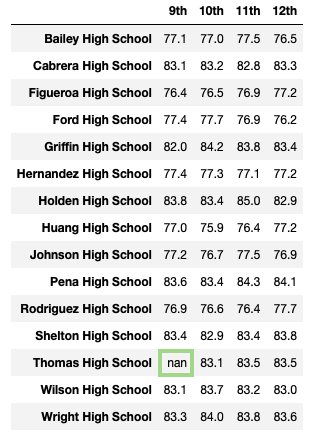 9th 10th 11th 12th
Bailey High School 77.1 77.0 77.5 76.5
Cabrera High School 83.1 83.2 82.8 83.3
Figueroa High School 76.4 76.5 76.9 77.2
Ford High School 77.4 77.7 76.9 76.2
Griffin High School 82.0 84.2 83.8 83.4
Hernandez High School 77.4 77.3 77.1 77.2
Holden High School 83.8 83.4 85.0 82.9
Huang High School 77.0 75.9 76.4 77.2
Johnson High School 77.2 76.7 77.5 76.9
Pena High School 83.6 83.4 84.3 84.1
Rodriguez High School 76.9 76.6 76.4 77.7
Shelton High School 83.4 82.9 83.4 83.8
Thomas High School nan 83.1 83.5 83.5
Wilson High School 83.1 83.7 83.2 83.0
Wright High School 83.3 84.0 83.8 83.6